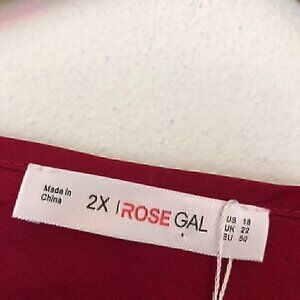 Made in
China
2X | ROSE GAL
US 18
UK 22
EU 50